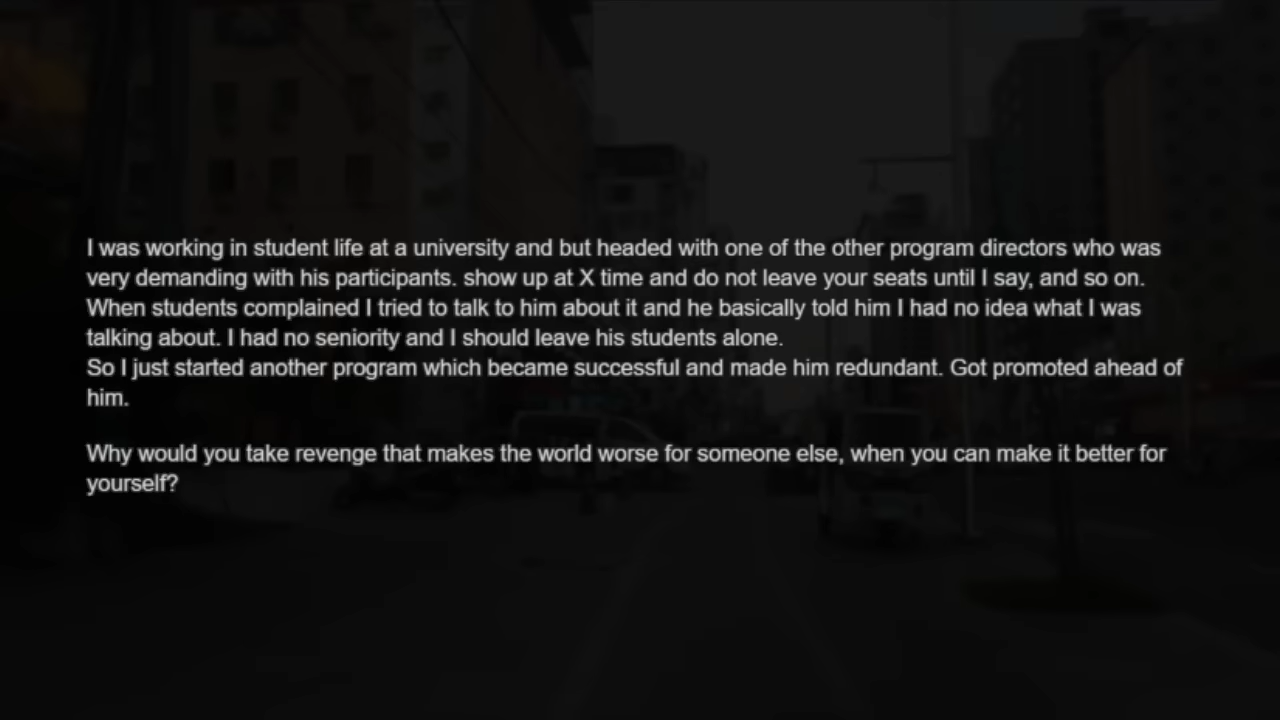 I was working in student life at a university and but headed with one of the other program directors who was
very demanding with his participants. show up at X time and do not leave your seats until I say, and so on.
When students complained I tried to talk to him about it and he basically told him I had no idea what I was
talking about. I had no seniority and I should leave his students alone.
So I just started another program which became successful and made him redundant. Got promoted ahead of
him.
Why would you take revenge that makes the world worse for someone else, when you can make it better for
yourself?